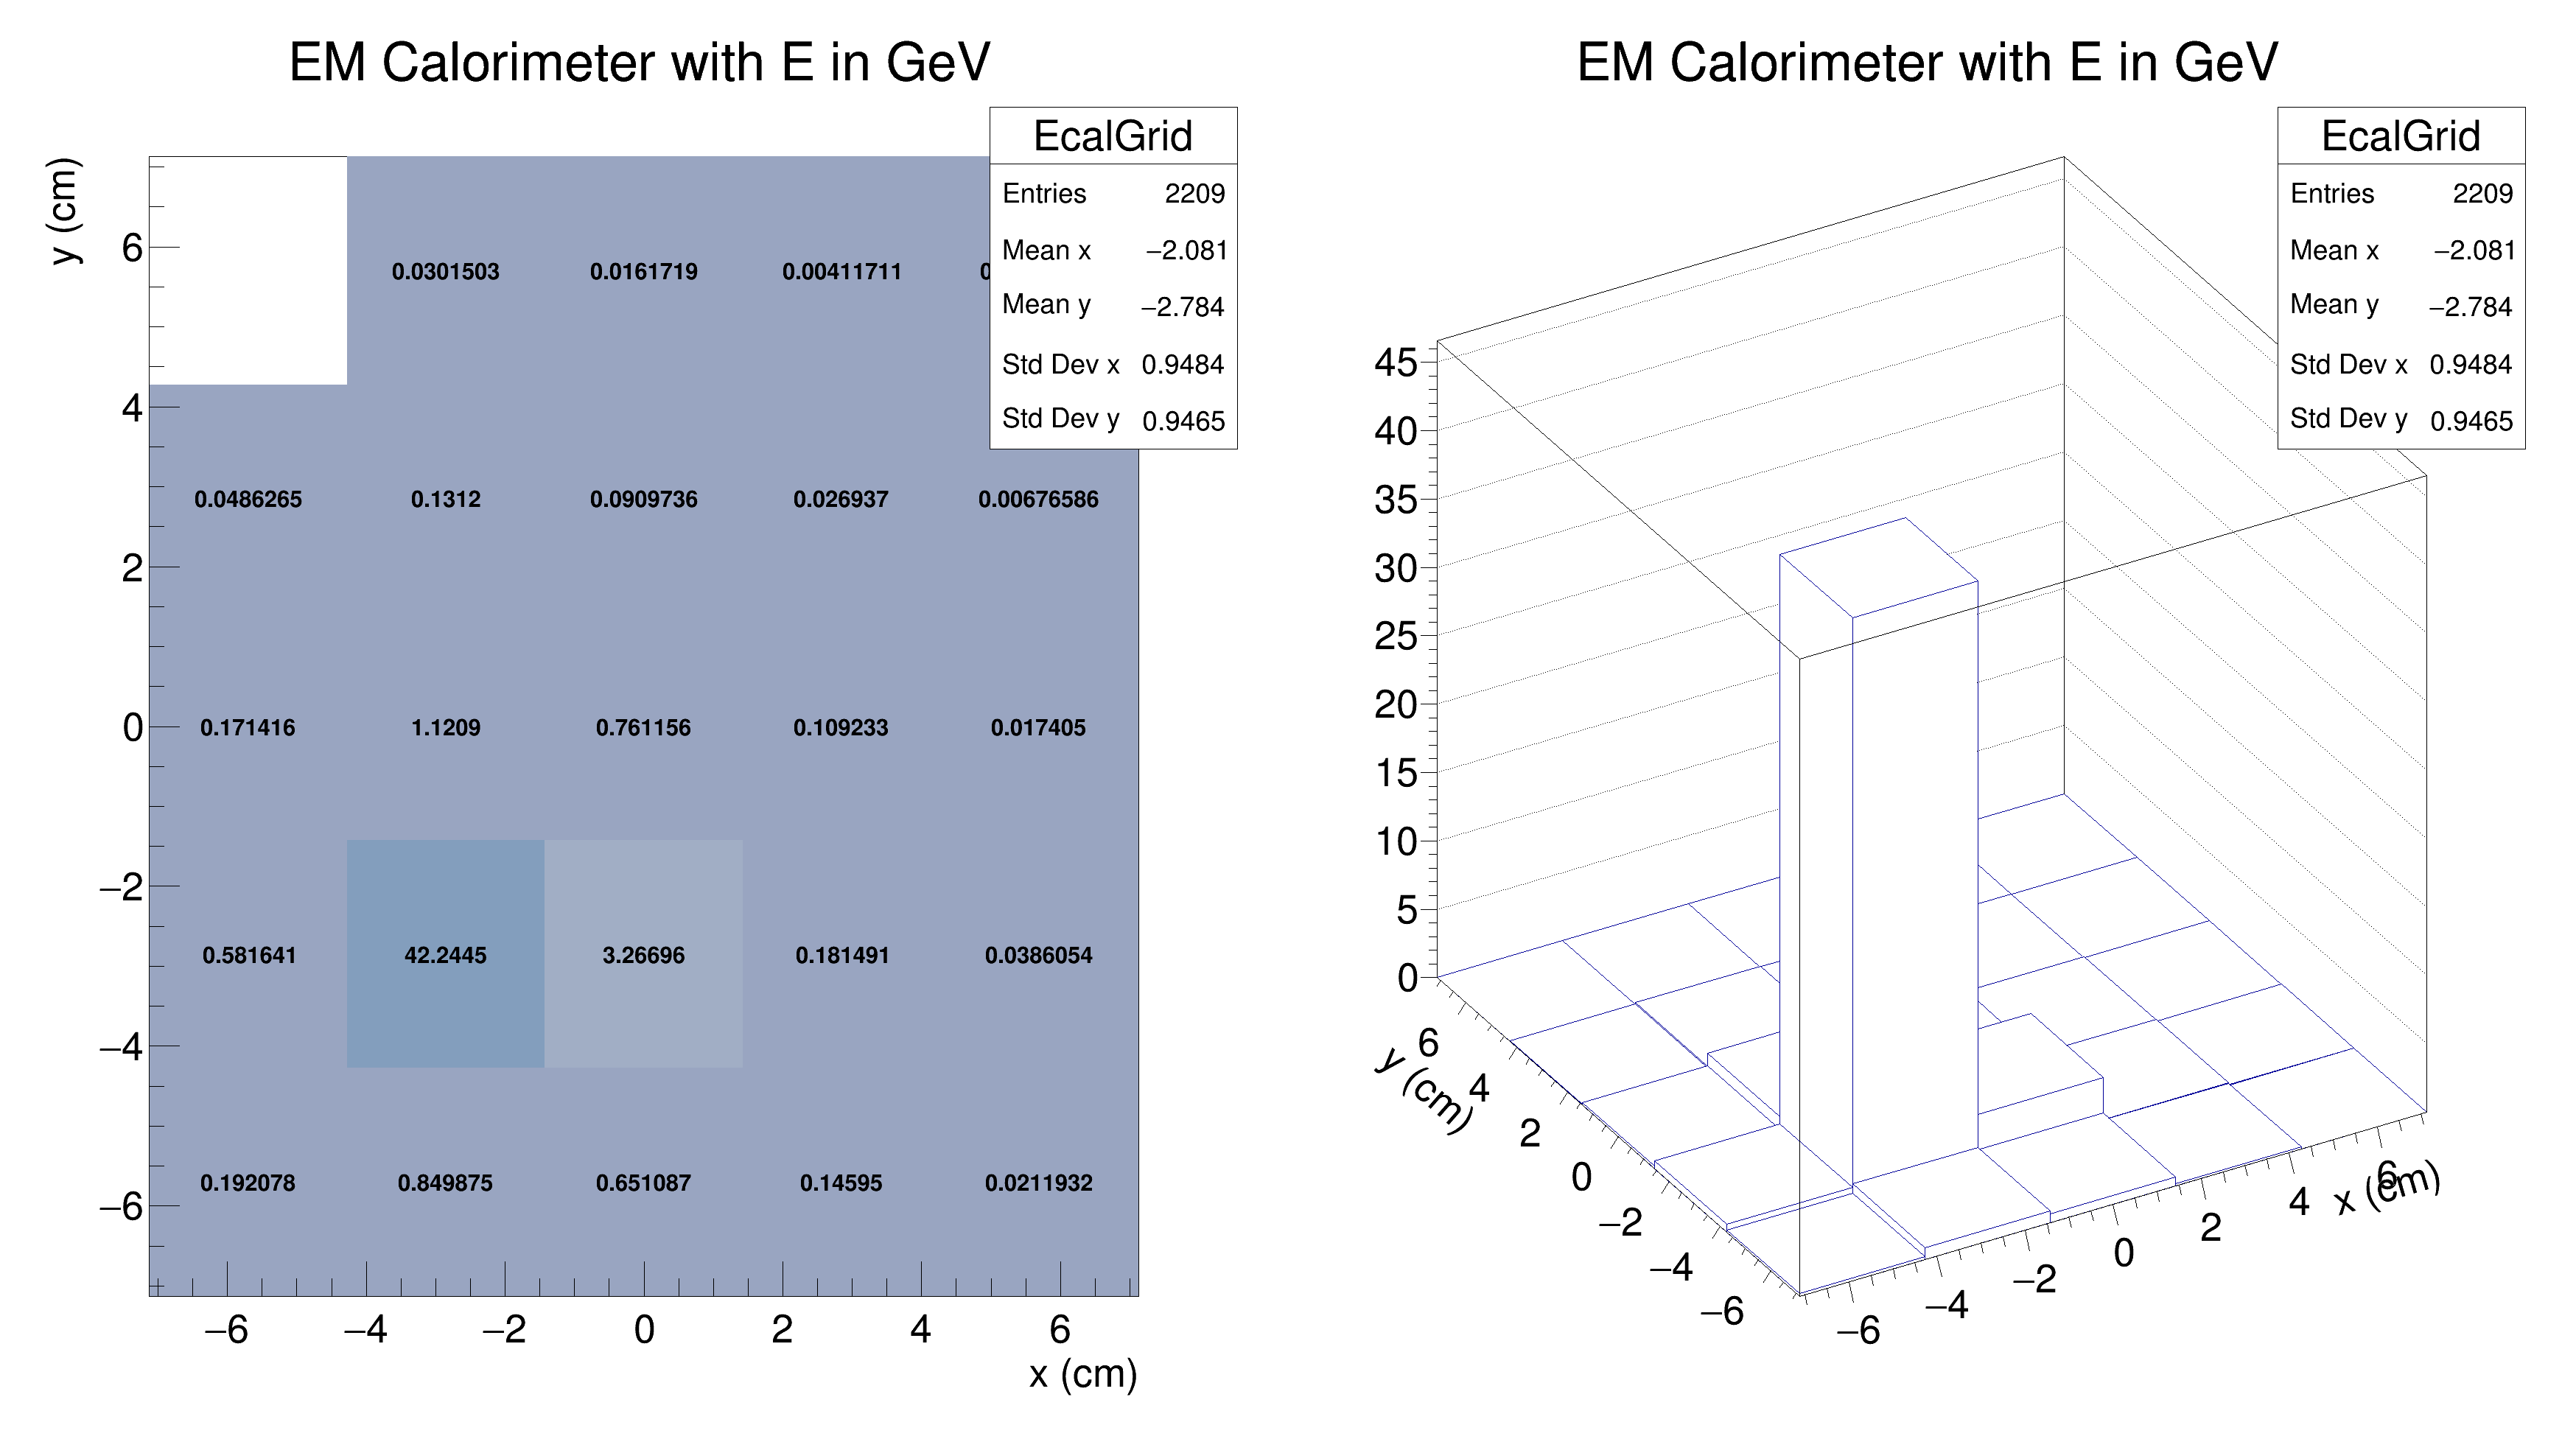 EM Calorimeter with E in GeV
EcalGrid
Entries 2209
Mean x −2.081
Mean y −2.784
Std Dev x 0.9484
Std Dev y 0.9465
y (cm)
6
4
2
0
−2
−4
−6
0.0301503 0.0161719 0.00411711
0.0486265 0.1312 0.0909736 0.026937 0.00676586
0.171416 1.1209 0.761156 0.109233 0.017405
0.581641 42.2445 3.26696 0.181491 0.0386054
0.192078 0.849875 0.651087 0.14595 0.0211932
−6 −4 −2 0 2 4 6
x (cm)
EM Calorimeter with E in GeV
EcalGrid
Entries 2209
Mean x −2.081
Mean y −2.784
Std Dev x 0.9484
Std Dev y 0.9465
45
40
35
30
25
20
15
10
5
0
y (cm)
6
4
2
0
−2
−4
−6
−6 −4 −2 0 2 4 6
x (cm)